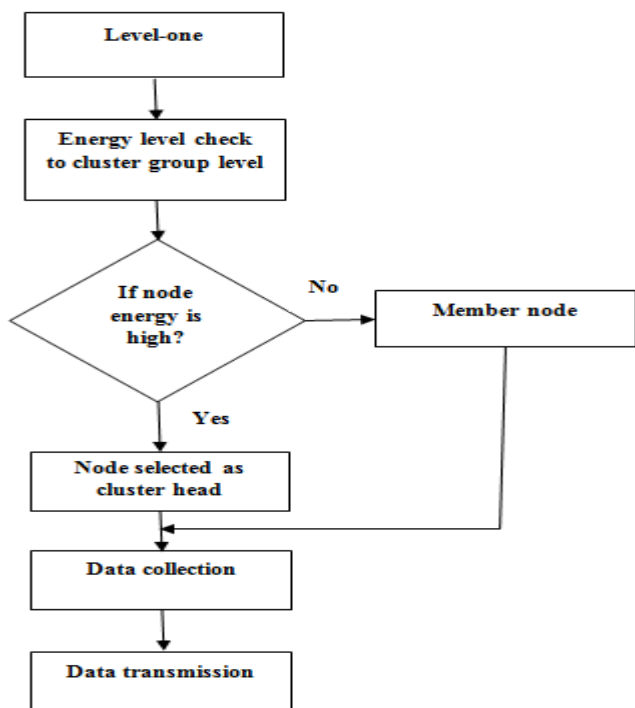 Level-one
Energy level check
to cluster group level
If node
energy is
high?
No
Member node
Yes
Node selected as
cluster head
Data collection
Data transmission